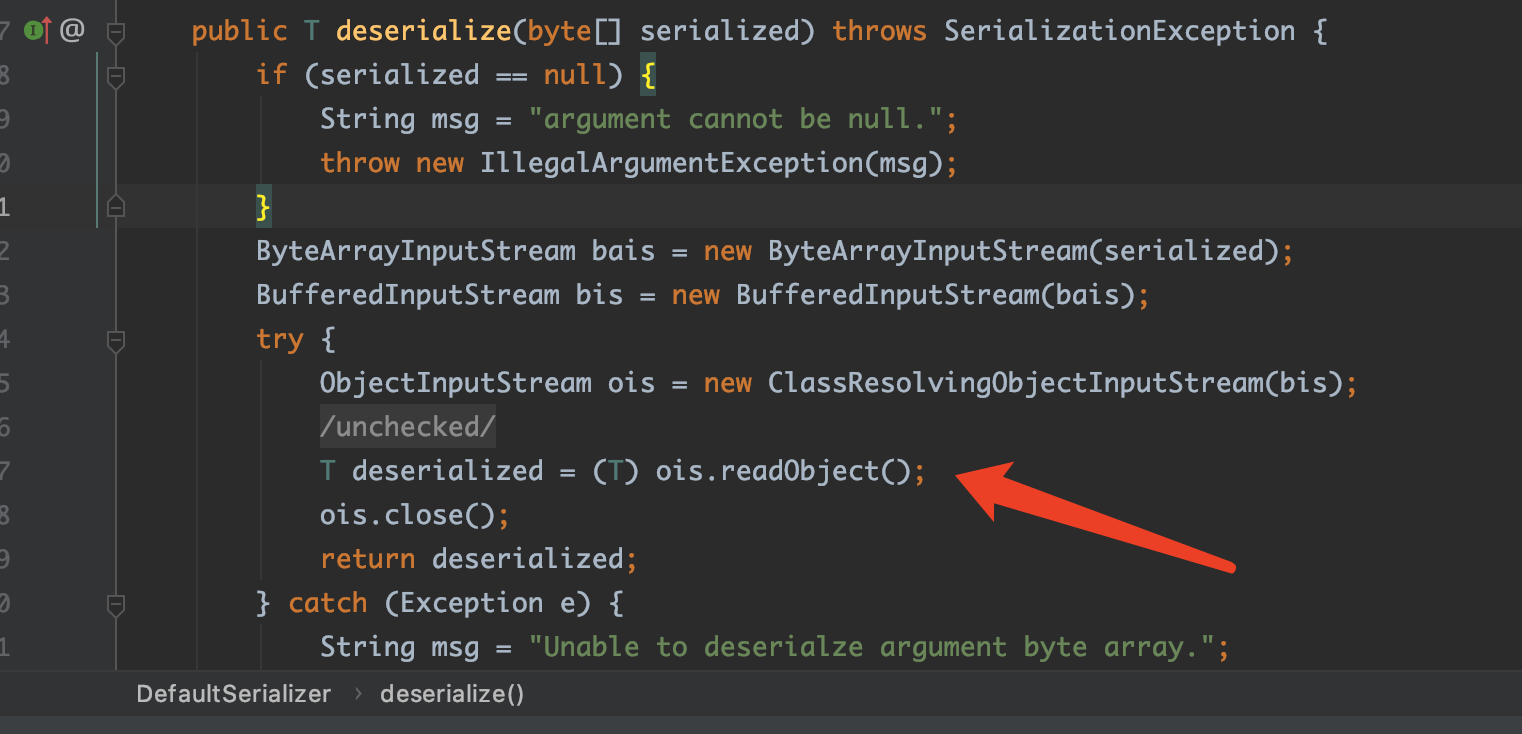 7 @ public T deserialize(byte[] serialized) throws SerializationException {
8 if (serialized == null) {
9 String msg = "argument cannot be null.";
0 throw new IllegalArgumentException(msg);
1 }
2 ByteArrayInputStream bais = new ByteArrayInputStream(serialized);
3 BufferedInputStream bis = new BufferedInputStream(bais);
4 try {
5 ObjectInputStream ois = new ClassResolvingObjectInputStream(bis);
6 /unchecked/
7 T deserialized = (T) ois.readObject();
8 ois.close();
9 return deserialized;
0 } catch (Exception e) {
1 String msg = "Unable to deserialze argument byte array.";
DefaultSerializer › deserialize()